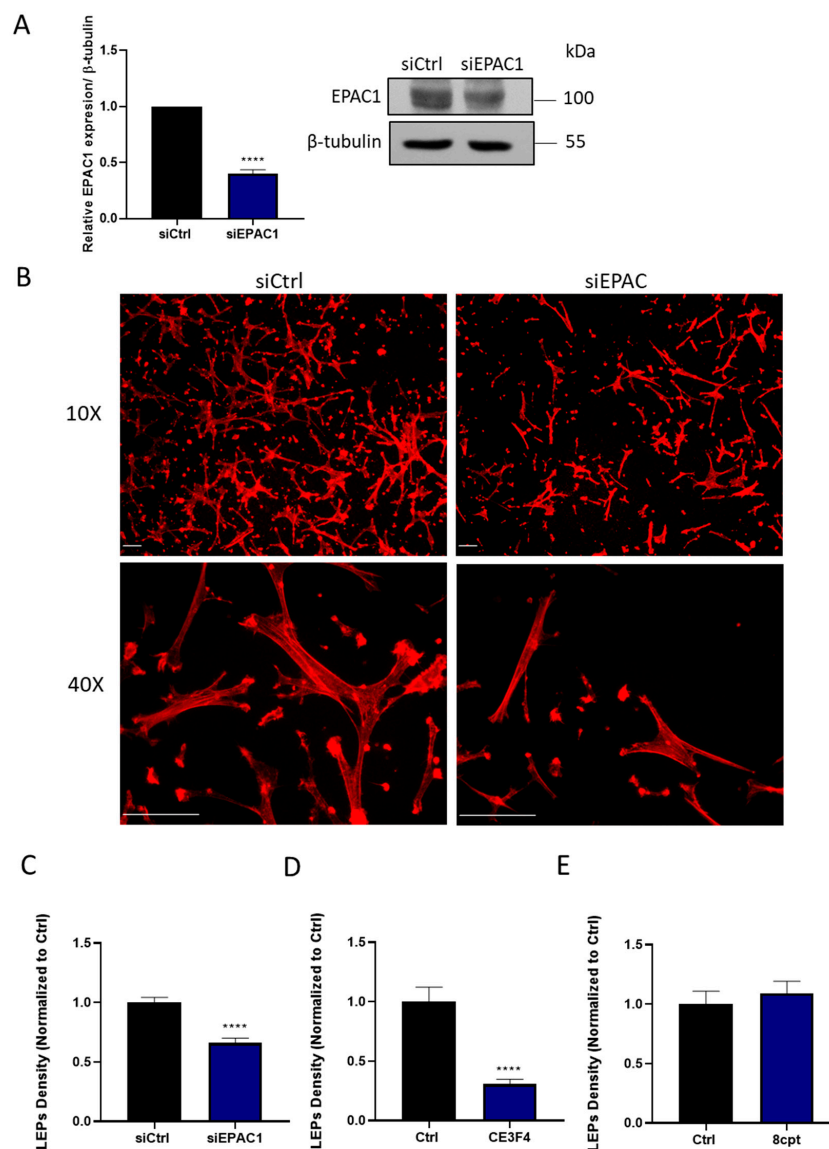 A
Relative EPAC1 expresion/ β-tubulin
1.5
1.0
0.5
0.0
****
siCtrl
siEPAC1
siCtrl
siEPAC1
kDa
EPAC1
100
β-tubulin
55
B
siCtrl
siEPAC
10X
40X
C
LEPs Density (Normalized to Ctrl)
1.5
1.0
0.5
0.0
****
siCtrl
siEPAC1
D
LEPs Density (Normalized to Ctrl)
1.5
1.0
0.5
0.0
****
Ctrl
CE3F4
E
LEPs Density (Normalized to Ctrl)
1.5
1.0
0.5
0.0
Ctrl
8cpt